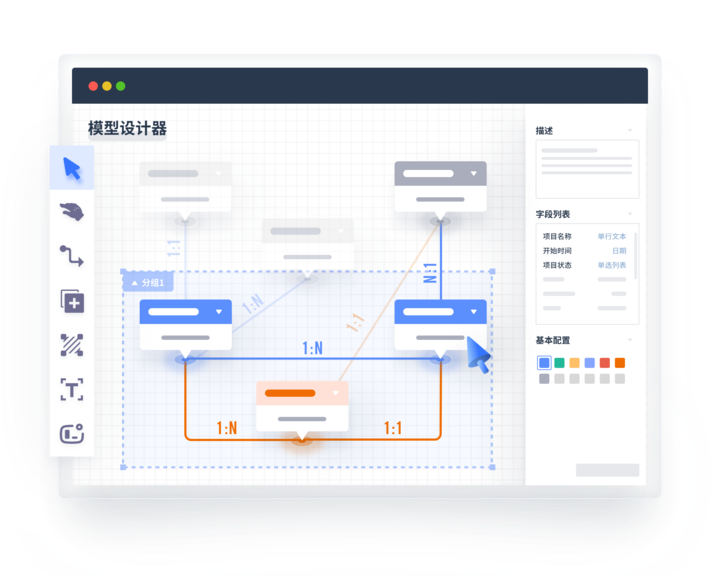 模型设计器
描述
1:1
N:1
字段列表
项目名称 单行文本
开始时间 日期
项目状态 单选列表
分组1
1:N
1:1
1:N
基本配置
1:N
1:1
T